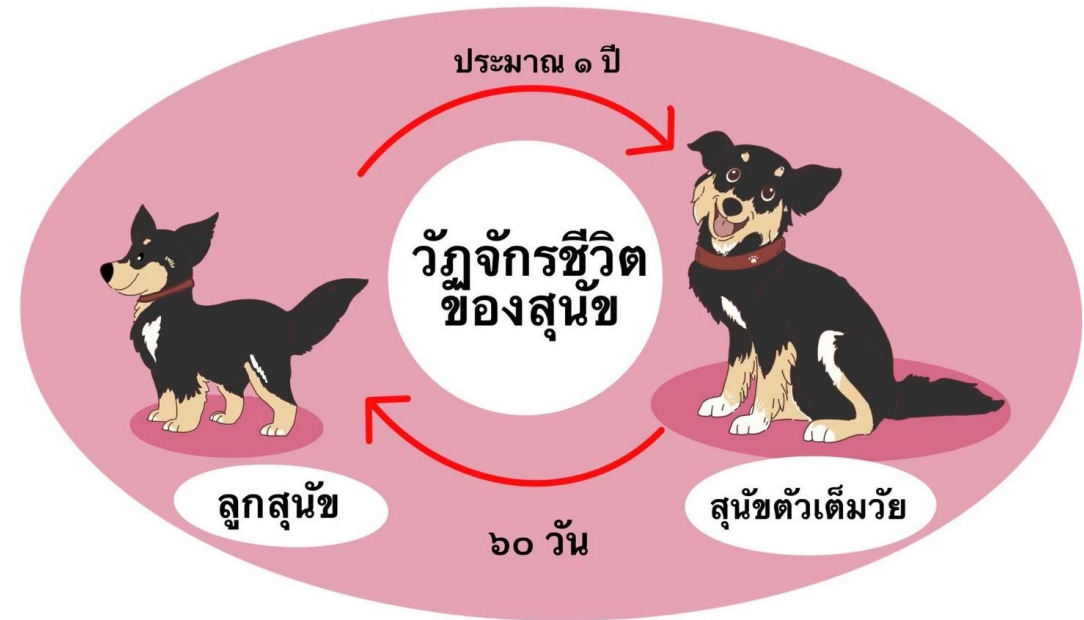 ประมาณ ๑ ปี
วัฏจักรชีวิต
ของสุนัข
ลูกสุนัข
สุนัขตัวเต็มวัย
๖๐ วัน